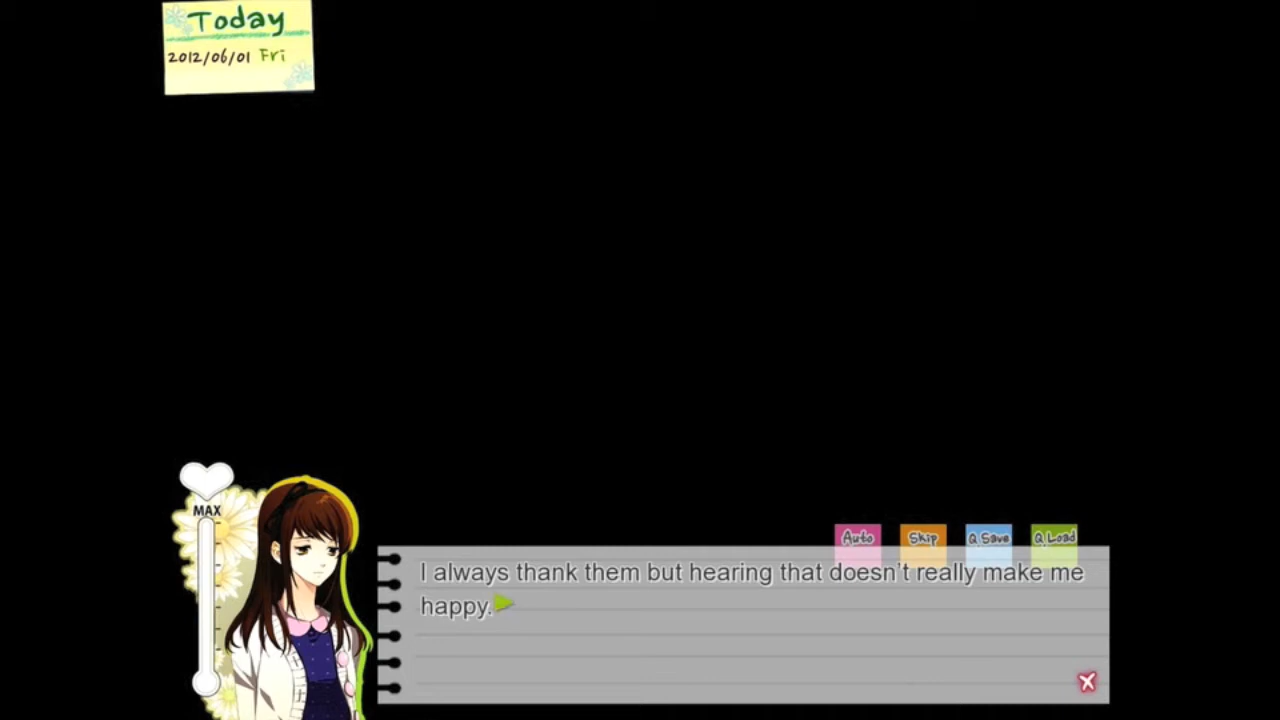 Today
2012/06/01 Fri
MAX
Auto Skip Q.Save Q.Load
I always thank them but hearing that doesn't really make me
happy.